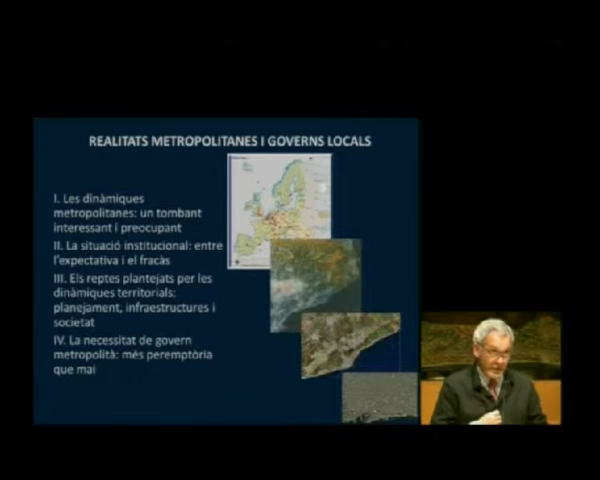 REALITATS METROPOLITANES I GOVERNS LOCALS
I. Les dinàmiques
metropolitanes: un tombant
interessant i preocupant
II. La situació institucional: entre
l'expectativa i el fracàs
III. Els reptes plantejats per les
dinàmiques territorials:
planejament, infraestructures i
societat
IV. La necessitat de govern
metropolità: més peremptòria
que mai